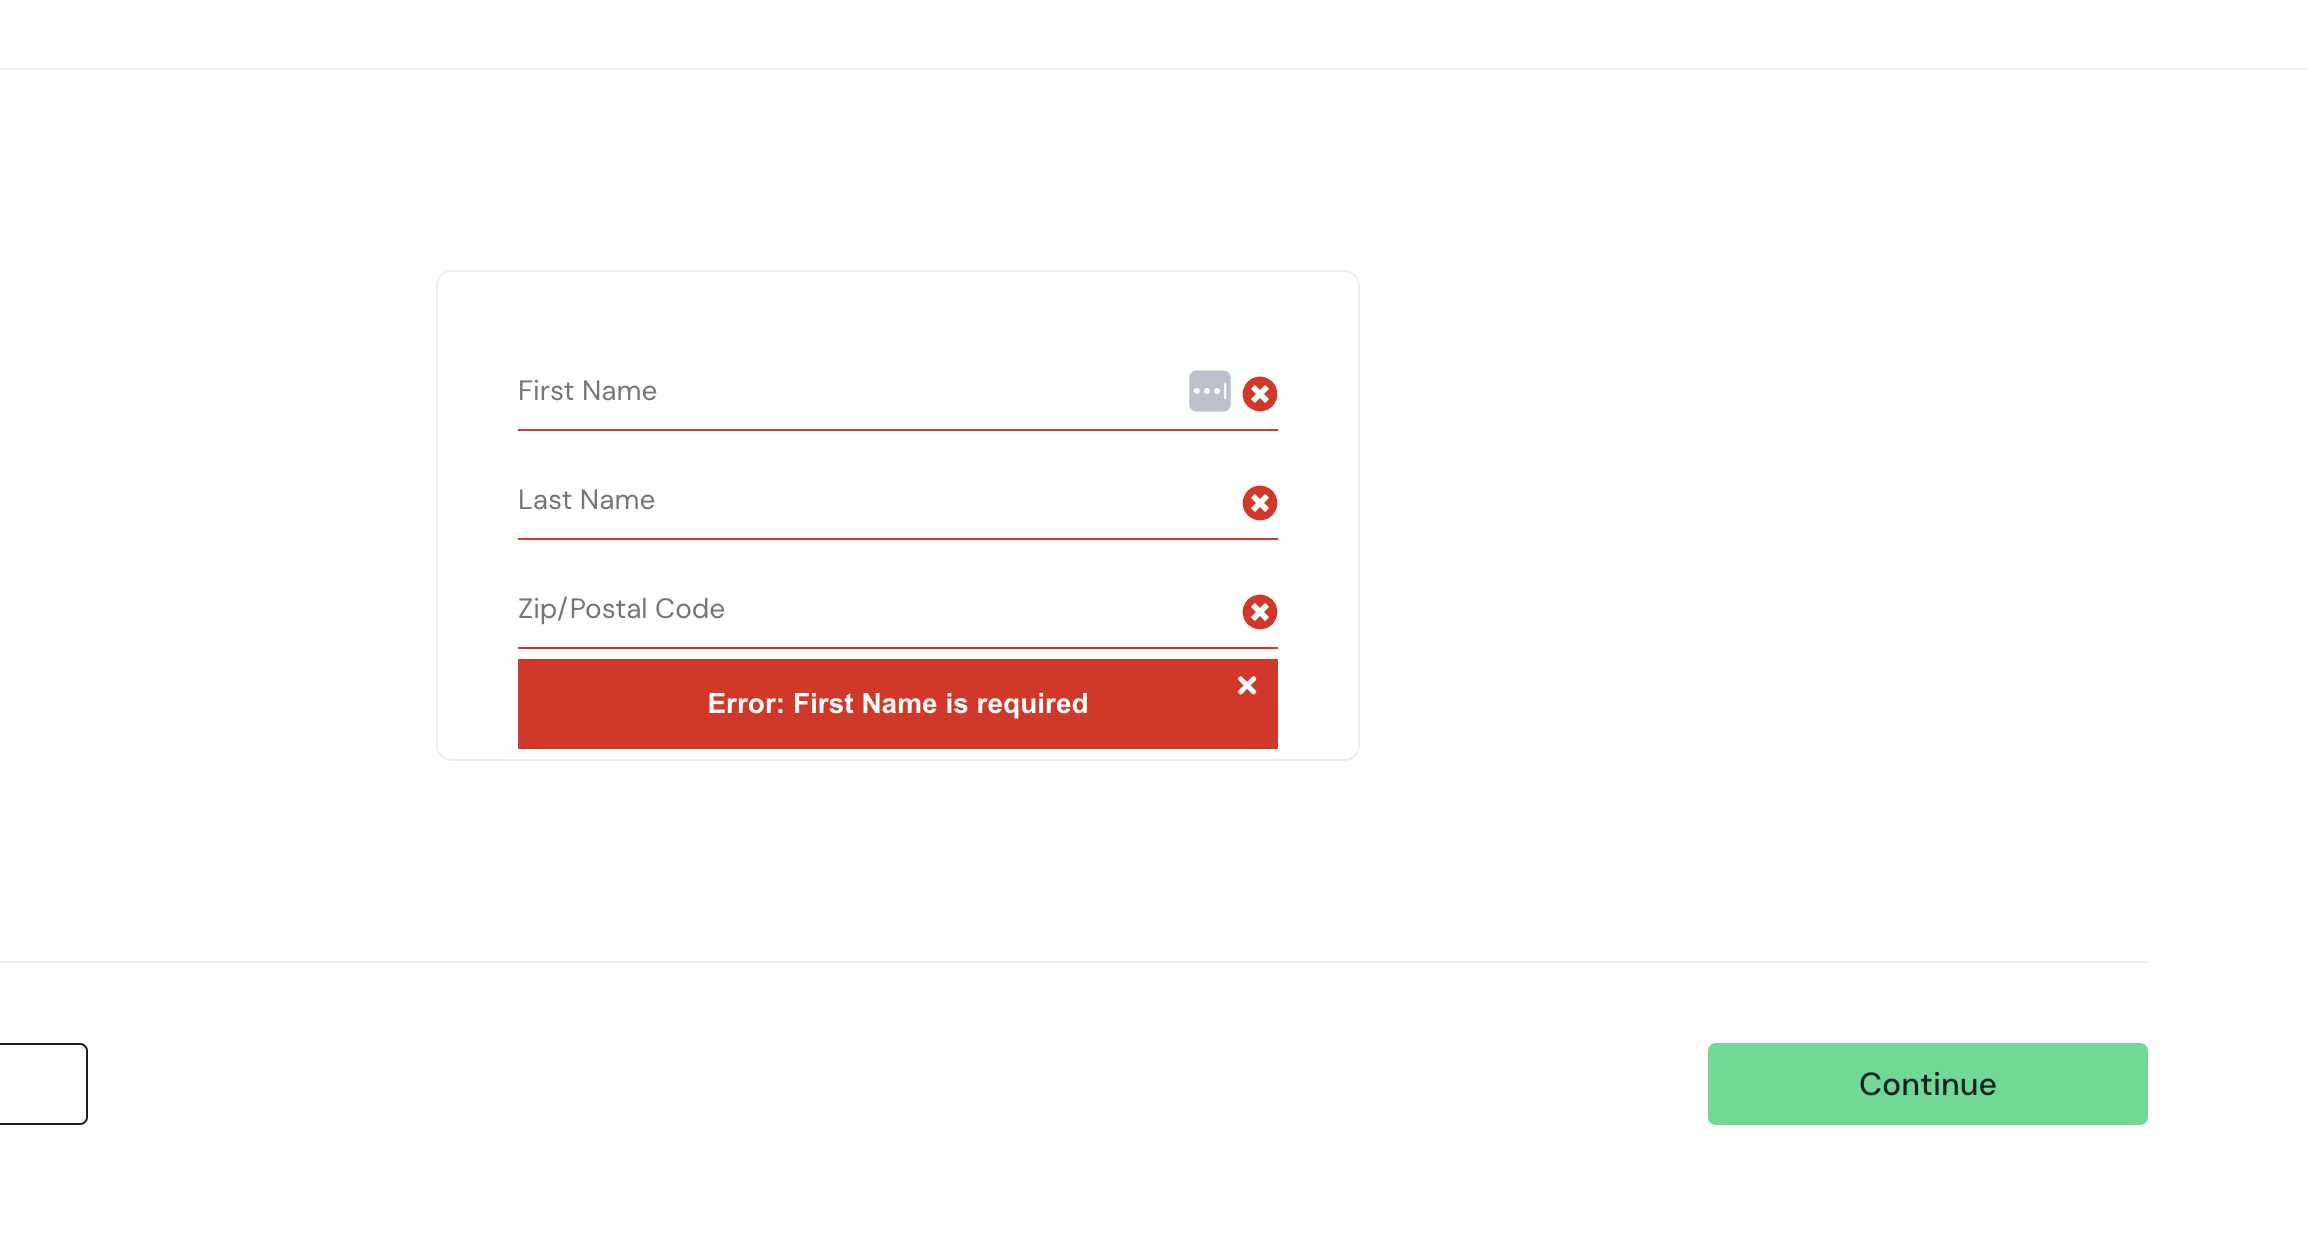 First Name
Last Name
Zip/Postal Code
Error: First Name is required
Continue